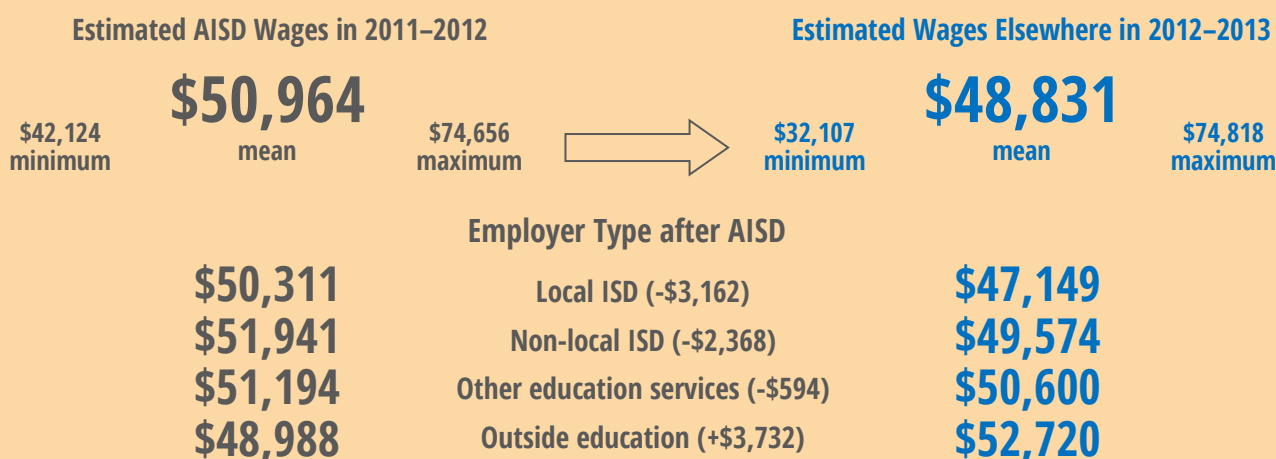 Estimated AISD Wages in 2011–2012
$50,964
mean
$42,124
minimum
$74,656
maximum
Estimated Wages Elsewhere in 2012–2013
$48,831
mean
$32,107
minimum
$74,818
maximum
Employer Type after AISD
$50,311 Local ISD (-$3,162) $47,149
$51,941 Non-local ISD (-$2,368) $49,574
$51,194 Other education services (-$594) $50,600
$48,988 Outside education (+$3,732) $52,720